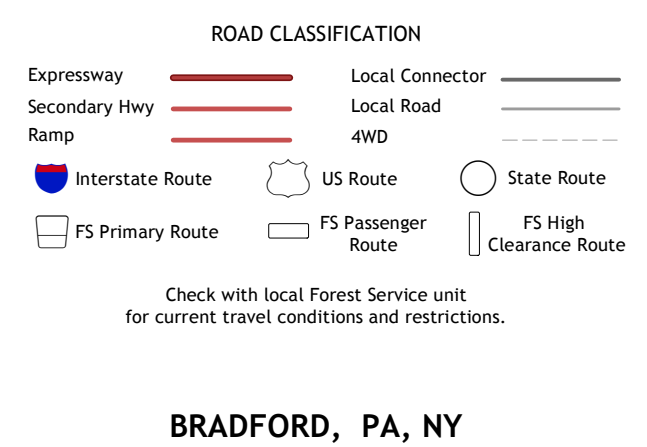 ROAD CLASSIFICATION
Expressway
Local Connector
Secondary Hwy
Local Road
Ramp
4WD
Interstate Route
US Route
State Route
FS Primary Route
FS Passenger
Route
FS High
Clearance Route
Check with local Forest Service unit
for current travel conditions and restrictions.
BRADFORD, PA, NY